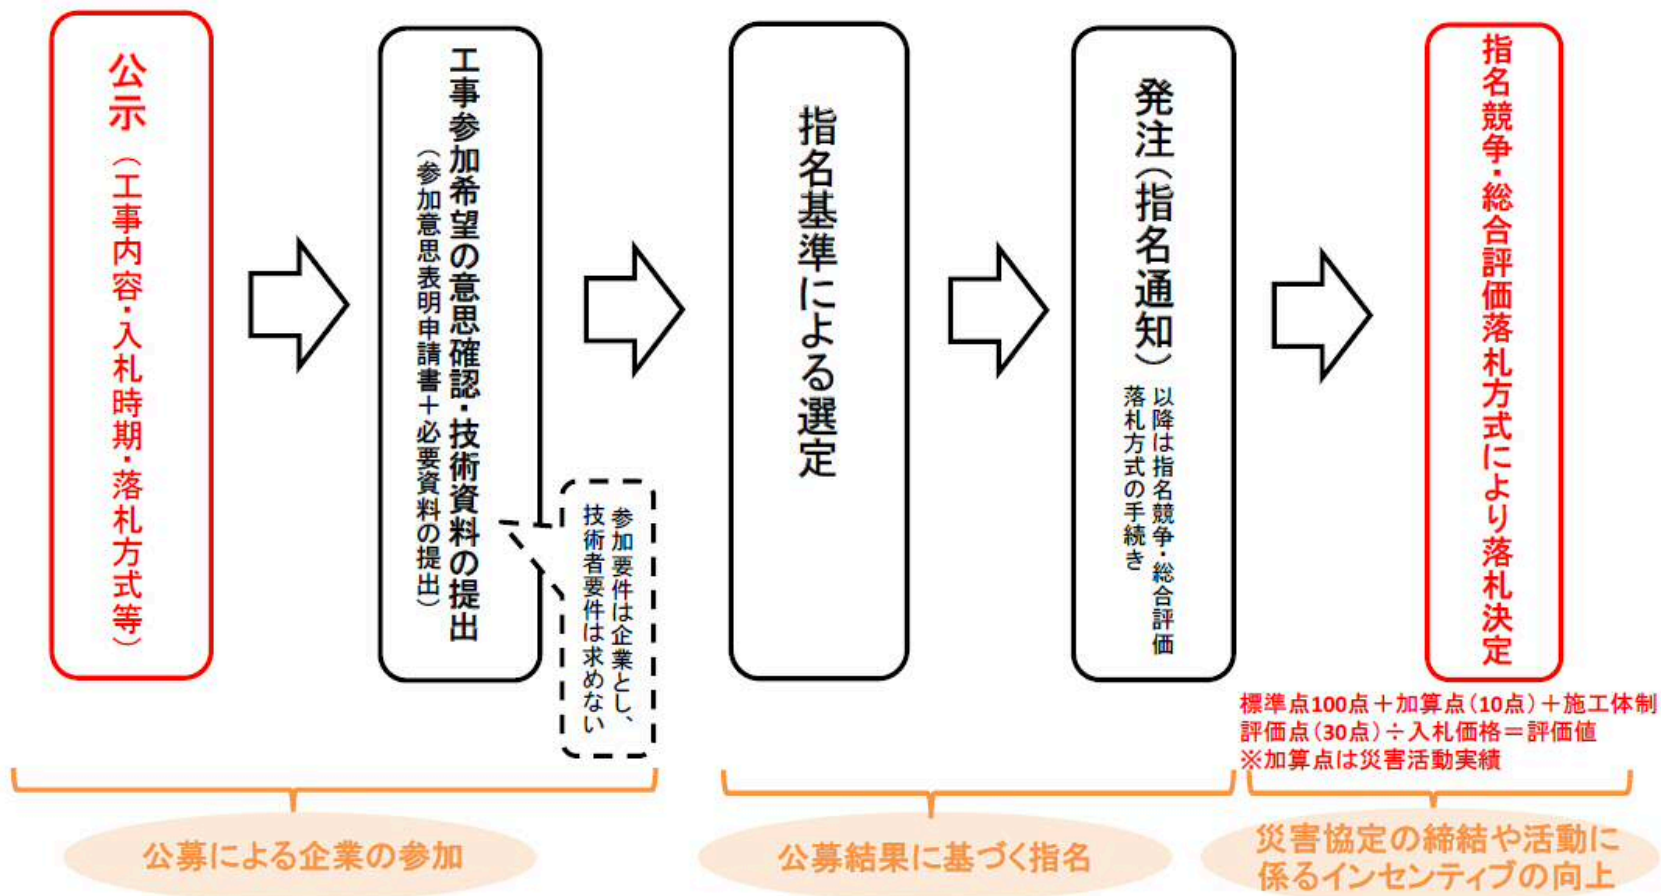 公示（工事内容・入札時期・落札方式等）
工事参加希望の意思確認・技術資料の提出
（参加意思表明申請書＋必要資料の提出）
参加要件は企業とし、
技術者要件は求めない
指名基準による選定
発注（指名通知）
以降は指名競争・総合評価
落札方式の手続き
指名競争・総合評価落札方式により落札決定
標準点100点＋加算点（10点）＋施工体制
評価点（30点）÷入札価格＝評価値
※加算点は災害活動実績
公募による企業の参加
公募結果に基づく指名
災害協定の締結や活動に
係るインセンティブの向上